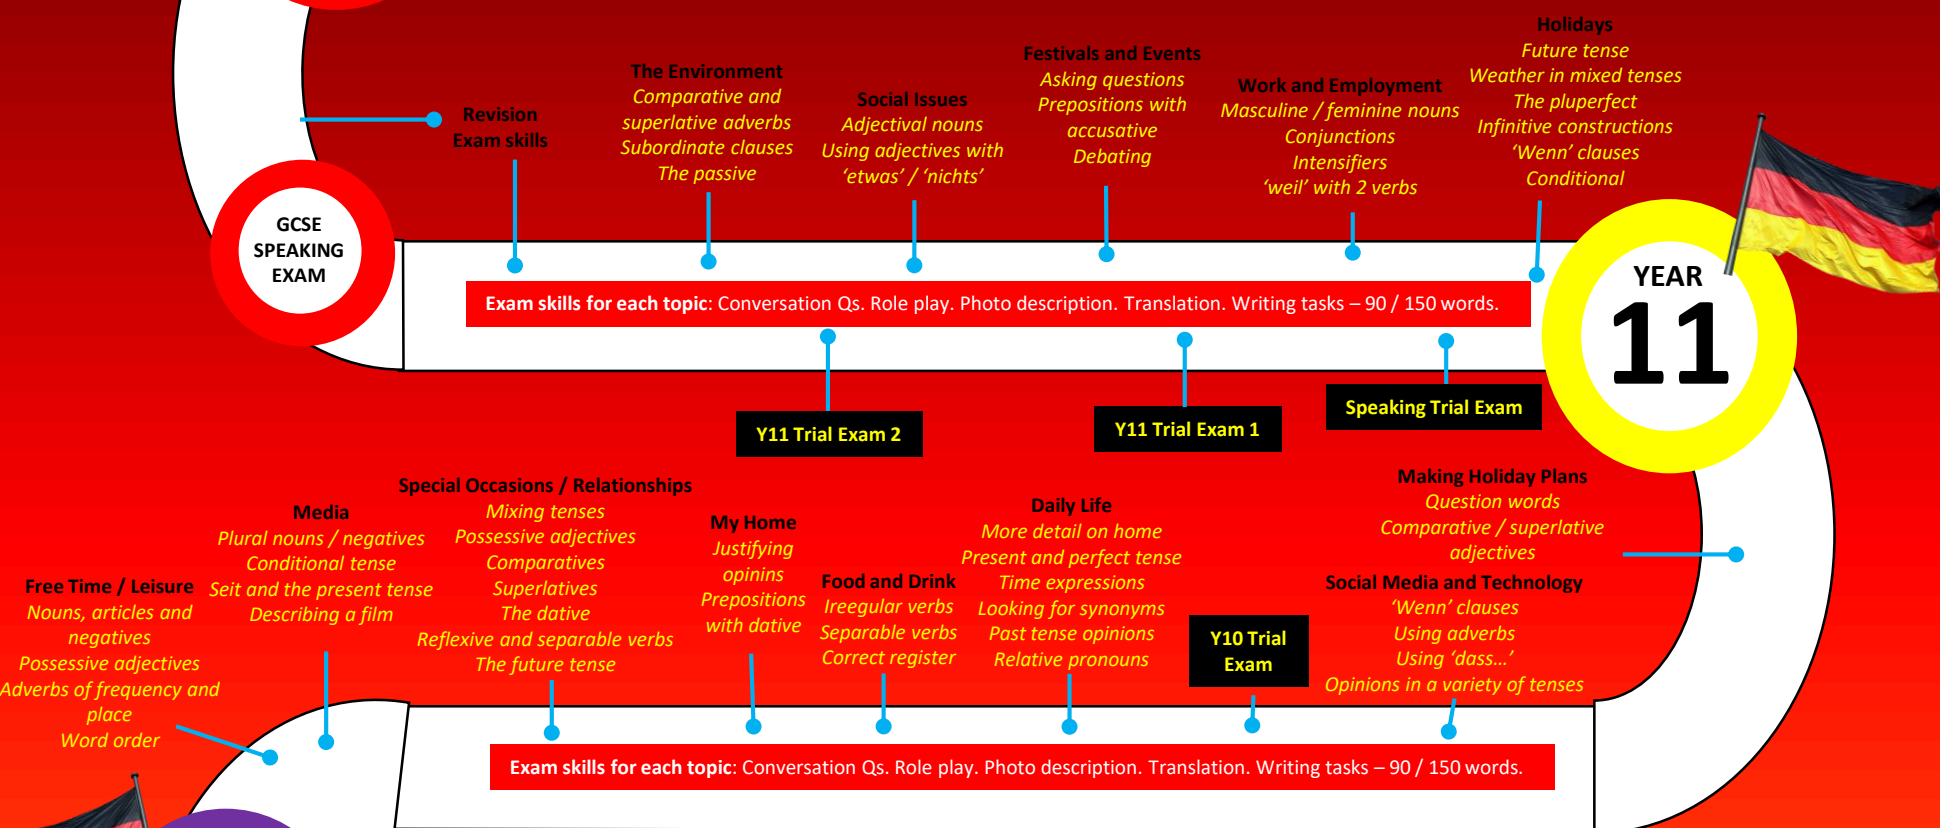 Holidays
Future tense
Weather in mixed tenses
The pluperfect
Infinitive constructions
'Wenn' clauses
Conditional
Work and Employment
Masculine / feminine nouns
Conjunctions
Intensifiers
'weil' with 2 verbs
Festivals and Events
Asking questions
Prepositions with
accusative
Debating
Social Issues
Adjectival nouns
Using adjectives with
'etwas' / 'nichts'
The Environment
Comparative and
superlative adverbs
Subordinate clauses
The passive
Revision
Exam skills
GCSE
SPEAKING
EXAM
Exam skills for each topic: Conversation Qs. Role play. Photo description. Translation. Writing tasks – 90 / 150 words.
YEAR
11
Y11 Trial Exam 2
Y11 Trial Exam 1
Speaking Trial Exam
Free Time / Leisure
Nouns, articles and
negatives
Possessive adjectives
Adverbs of frequency and
place
Word order
Media
Plural nouns / negatives
Conditional tense
Seit and the present tense
Describing a film
Special Occasions / Relationships
Mixing tenses
Possessive adjectives
Comparatives
Superlatives
The dative
Reflexive and separable verbs
The future tense
My Home
Justifying
opinins
Prepositions
with dative
Food and Drink
Ireegular verbs
Separable verbs
Correct register
Daily Life
More detail on home
Present and perfect tense
Time expressions
Looking for synonyms
Past tense opinions
Relative pronouns
Y10 Trial
Exam
Making Holiday Plans
Question words
Comparative / superlative
adjectives
Social Media and Technology
'Wenn' clauses
Using adverbs
Using 'dass…'
Opinions in a variety of tenses
Exam skills for each topic: Conversation Qs. Role play. Photo description. Translation. Writing tasks – 90 / 150 words.